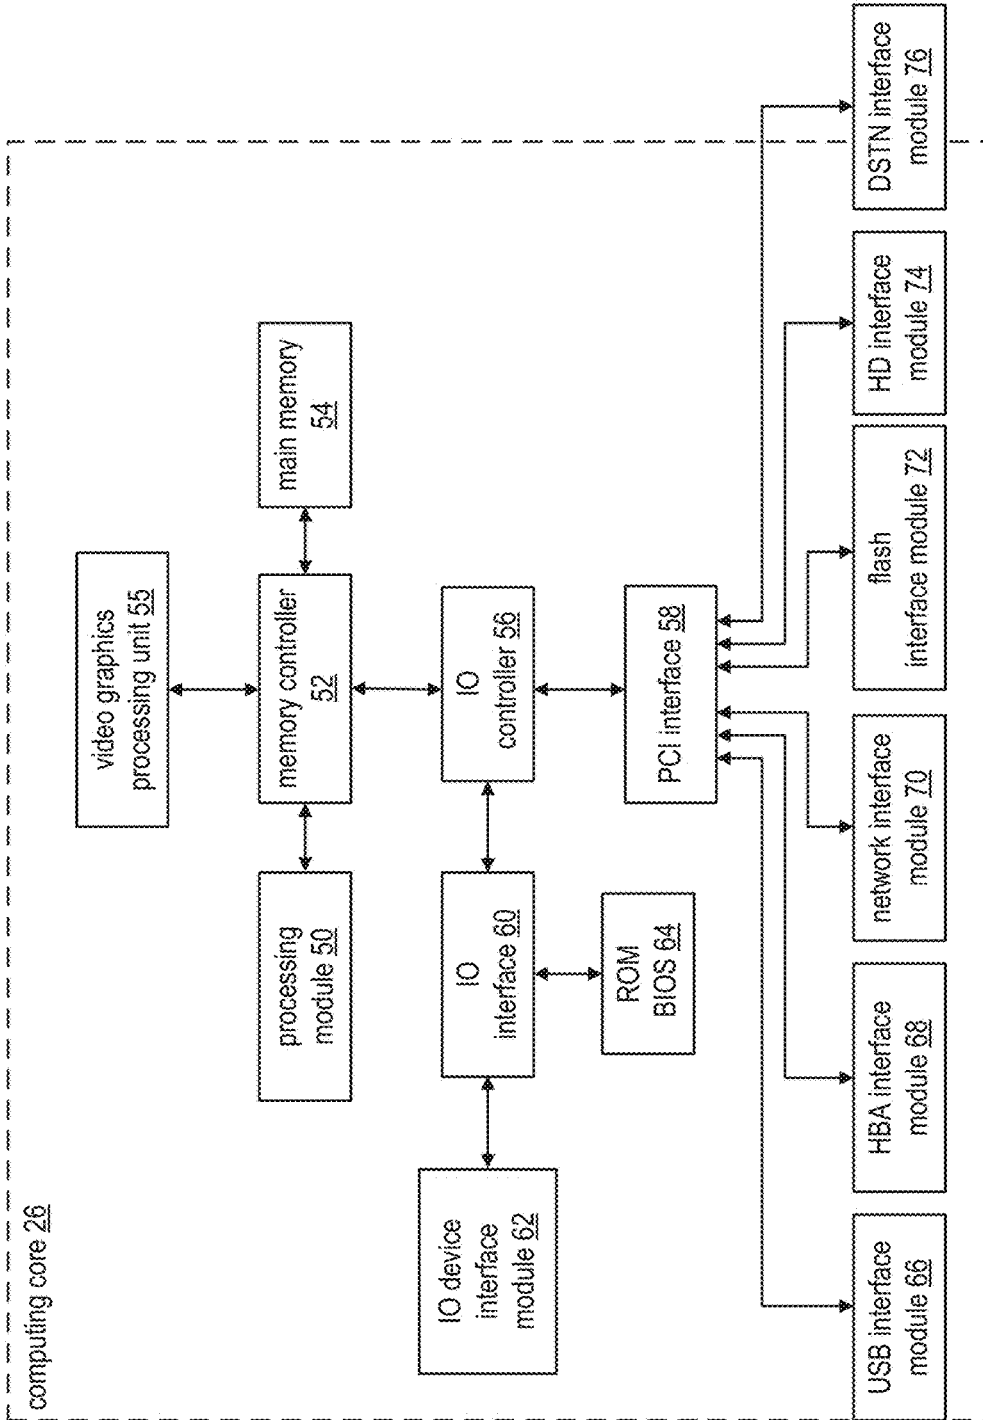 computing core 26
video graphics
processing unit 55
processing
module 50
memory controller
52
main memory
54
IO device
interface
module 62
IO
interface 60
IO
controller 56
ROM
BIOS 64
PCI interface 58
USB interface
module 66
HBA interface
module 68
network interface
module 70
flash
interface module 72
HD interface
module 74
DSTN interface
module 76